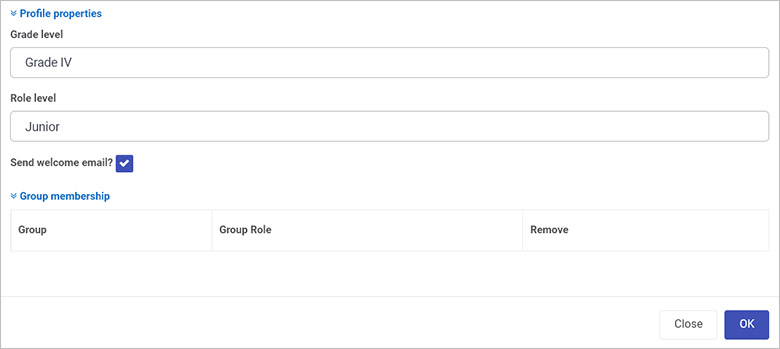 Profile properties
Grade level
Grade IV
Role level
Junior
Send welcome email?
Group membership
Group Group Role Remove
Close OK